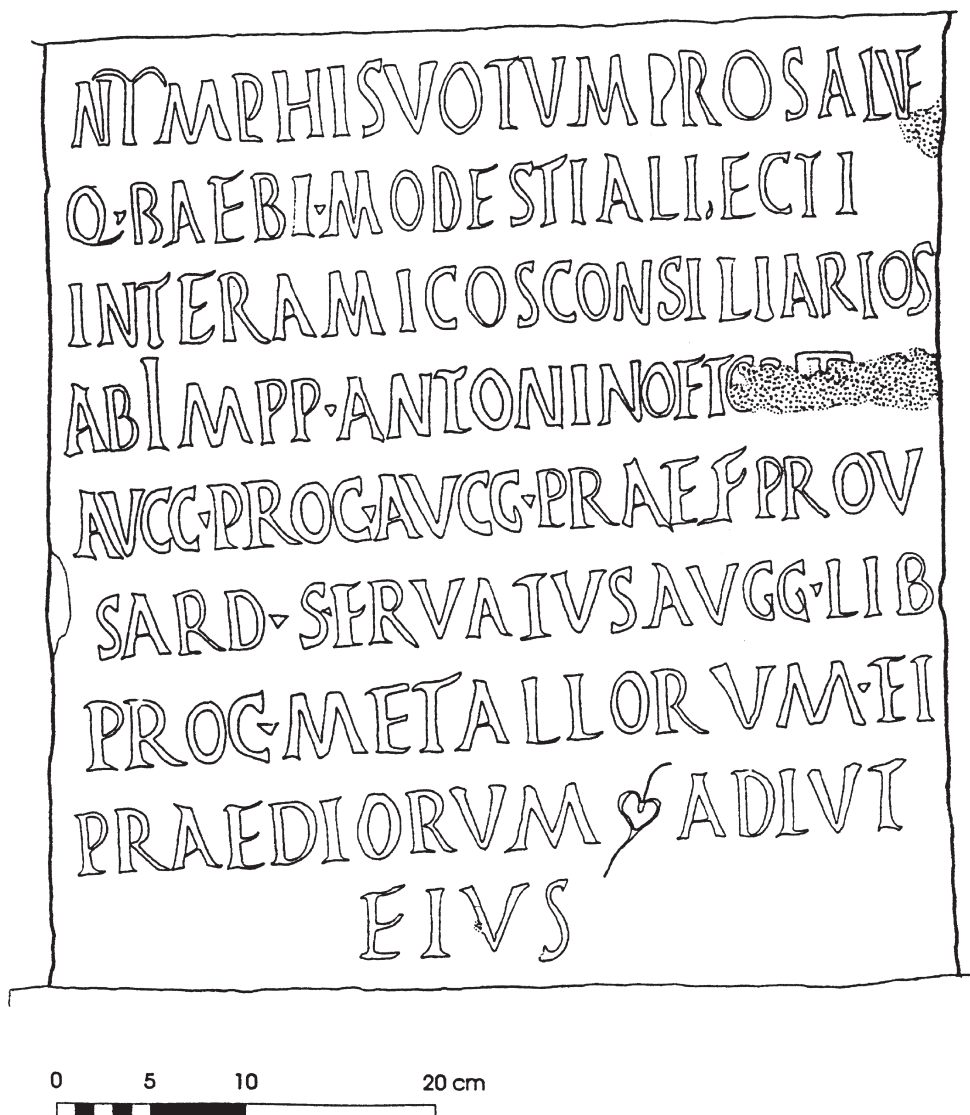 NYMPHIS VOTVM PRO SALVTE
Q · BAEBI · MODESTI ALLECTI
INTER AMICOS CONSILIARIOS
AB IMPP · ANTONINO ET
AVGG · PROC · AVGG · PRAEF PROV
SARD · SERVATVS AVGG · LIB
PROC · METALLORVM · ET
PRAEDIORVM ADIVT
EIVS
0 5 10 20 cm